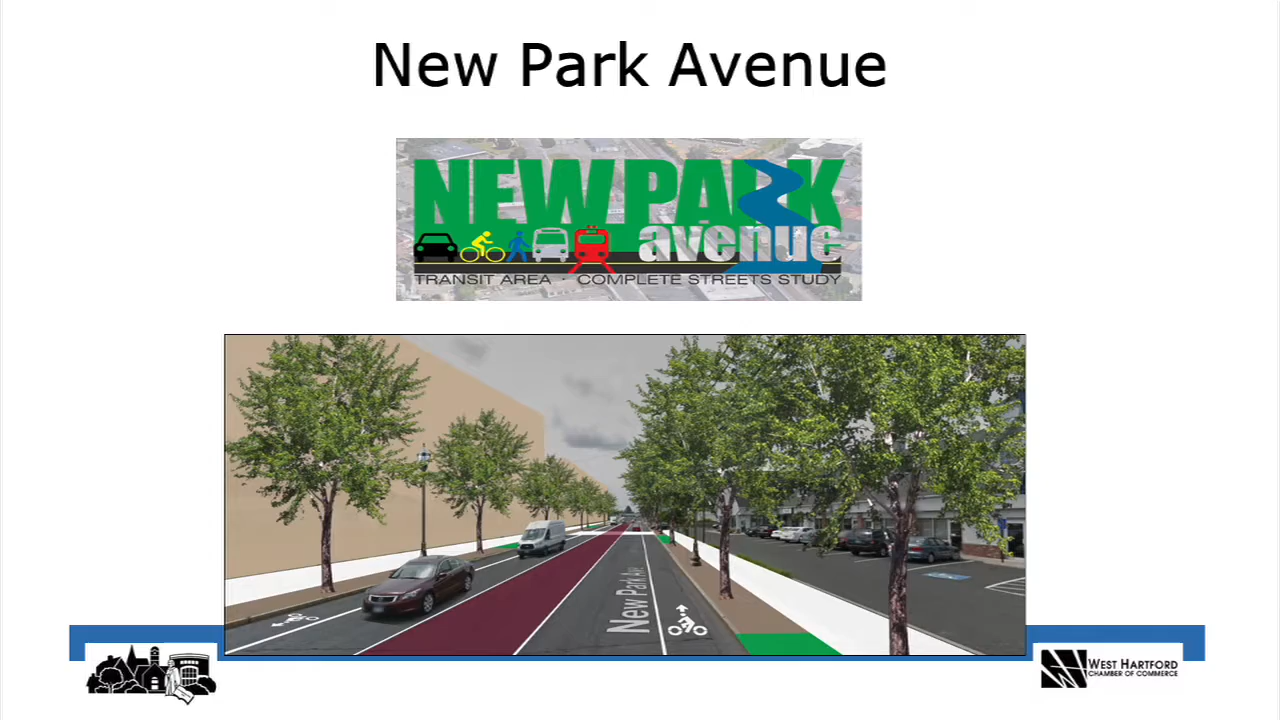 New Park Avenue
NEW PARK
avenue
TRANSIT AREA · COMPLETE STREETS STUDY
New Park Ave
WEST HARTFORD
CHAMBER OF COMMERCE